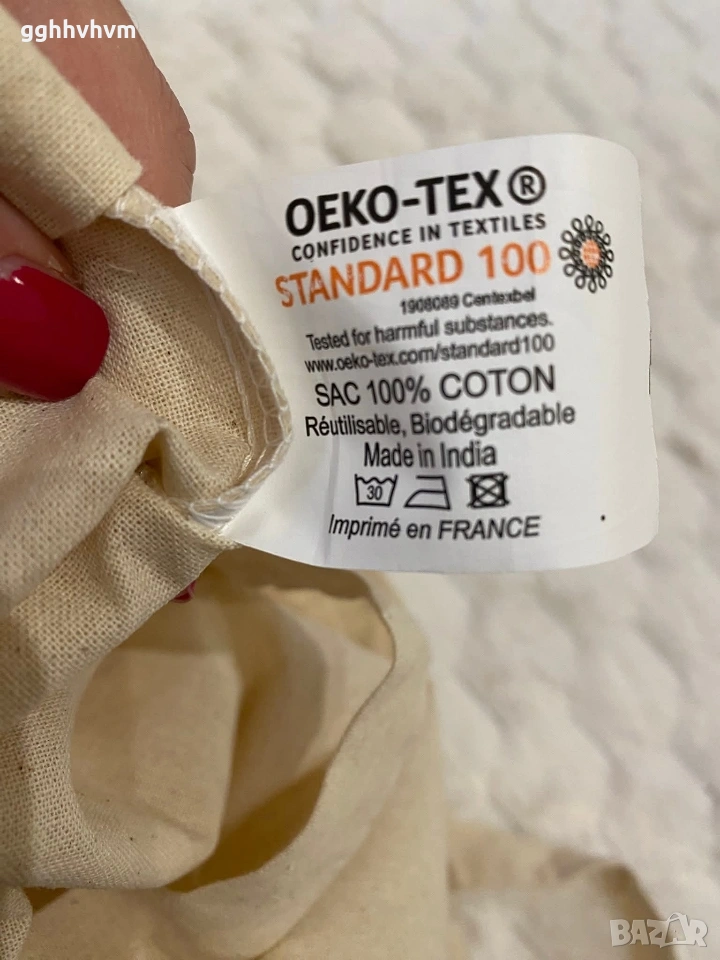 gghhvhvm
OEKO-TEX®
CONFIDENCE IN TEXTILES
STANDARD 100
1908089 Centexbel
Tested for harmful substances.
www.oeko-tex.com/standard100
SAC 100% COTON
Réutilisable, Biodégradable
Made in India
30
Imprimé en FRANCE
BAZAR